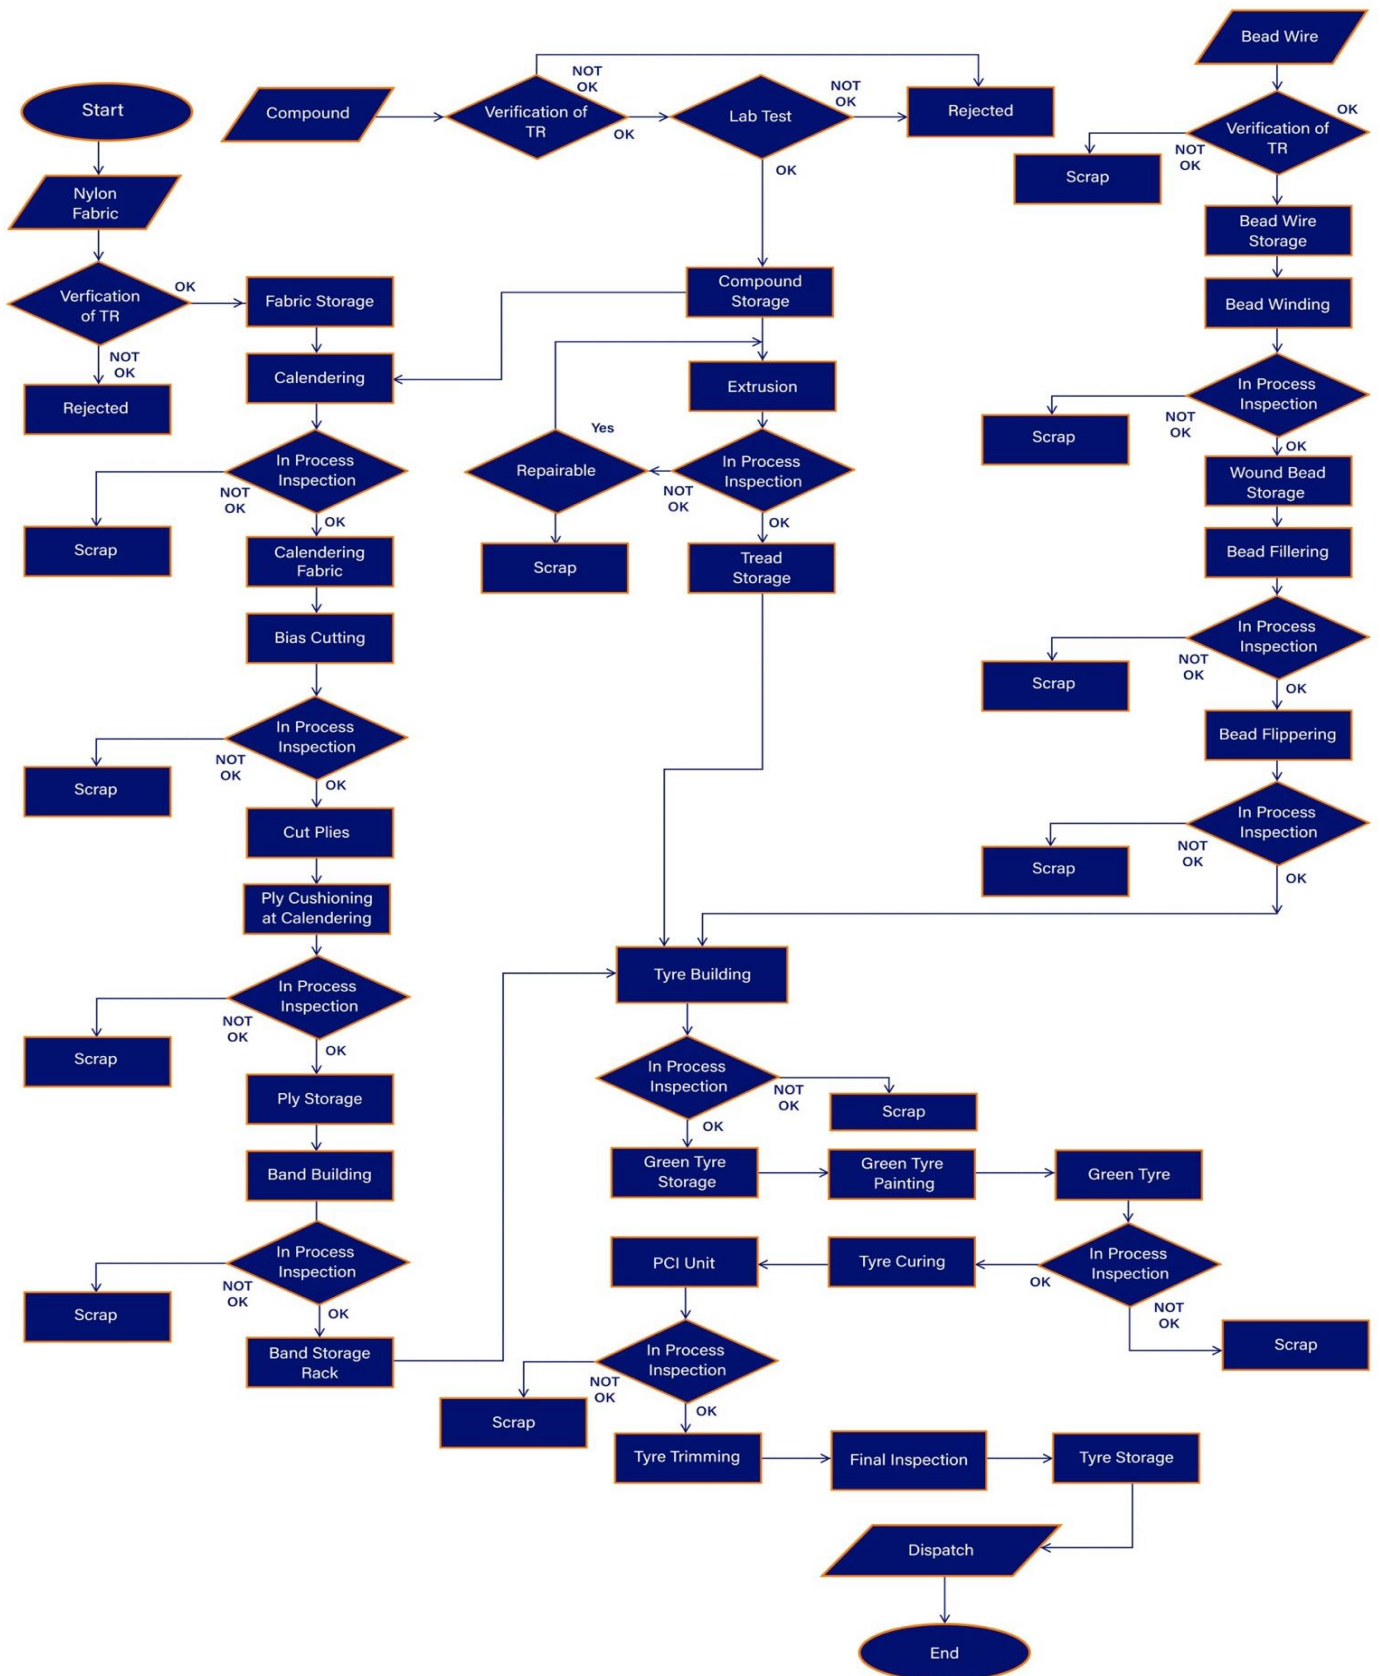 Start
Nylon
Fabric
Verfication
of TR
OK
NOT
OK
Rejected
Fabric Storage
Calendering
In Process
Inspection
NOT
OK
OK
Scrap
Calendering
Fabric
Bias Cutting
In Process
Inspection
NOT
OK
OK
Scrap
Cut Plies
Ply Cushioning
at Calendering
In Process
Inspection
NOT
OK
OK
Scrap
Ply Storage
Band Building
In Process
Inspection
NOT
OK
OK
Scrap
Band Storage
Rack
Compound
Verification of
TR
NOT
OK
OK
Lab Test
NOT
OK
OK
Rejected
Compound
Storage
Extrusion
In Process
Inspection
NOT
OK
OK
Repairable
Yes
Scrap
Tread
Storage
Bead Wire
Verification of
TR
OK
NOT
OK
Scrap
Bead Wire
Storage
Bead Winding
In Process
Inspection
NOT
OK
OK
Scrap
Wound Bead
Storage
Bead Fillering
In Process
Inspection
NOT
OK
OK
Scrap
Bead Flippering
In Process
Inspection
NOT
OK
OK
Scrap
Tyre Building
In Process
Inspection
NOT
OK
OK
Scrap
Green Tyre
Storage
Green Tyre
Painting
Green Tyre
In Process
Inspection
OK
NOT
OK
Scrap
Tyre Curing
PCI Unit
In Process
Inspection
NOT
OK
OK
Scrap
Tyre Trimming
Final Inspection
Tyre Storage
Dispatch
End